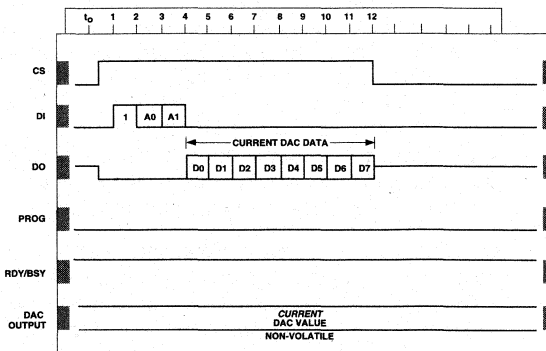 to 1 2 3 4 5 6 7 8 9 10 11 12
CS
DI 1 A0 A1
CURRENT DAC DATA
DO D0 D1 D2 D3 D4 D5 D6 D7
PROG
RDY/BSY
DAC OUTPUT
CURRENT
DAC VALUE
NON-VOLATILE